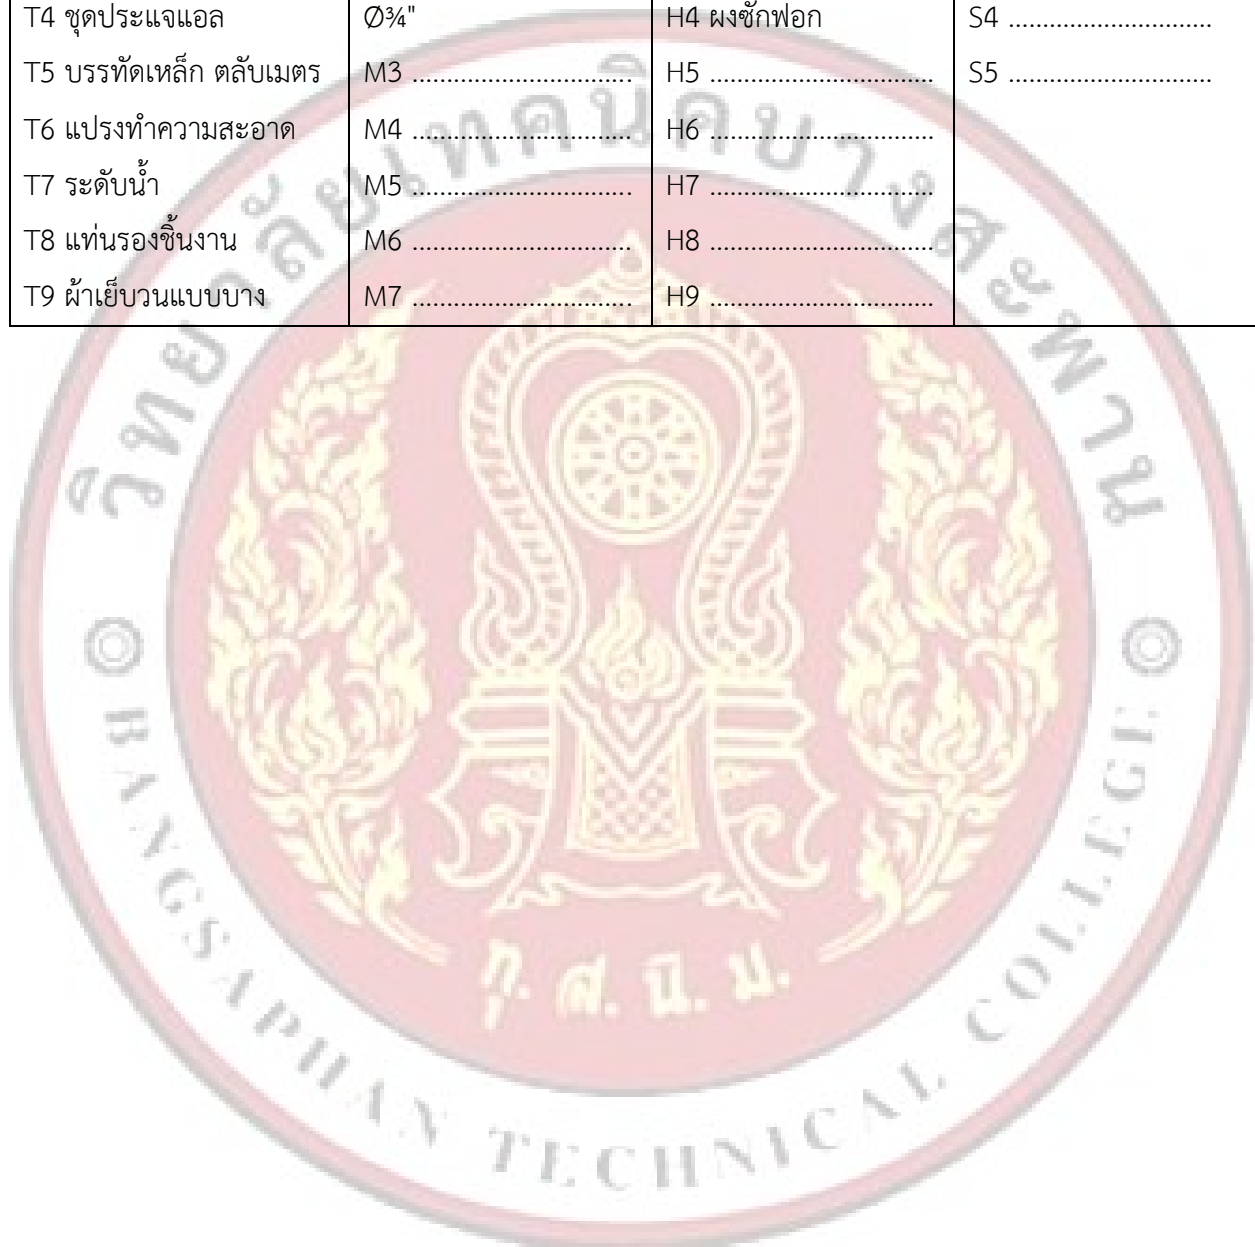 T4 ชุดประแจแอล Ø¾" H4 ผงซักฟอก S4 ..............................
T5 บรรทัดเหล็ก ตลับเมตร M3 ................................ H5 ................................. S5 ..............................
T6 แปรงทำความสะอาด M4 ................................ H6 .................................
T7 ระดับน้ำ M5 ................................ H7 .................................
T8 แท่นรองชิ้นงาน M6 ................................ H8 .................................
T9 ผ้าเย็บวนแบบบาง M7 ................................ H9 .................................
วิทยาลัยเทคนิคบางสะพาน
ทุ. ส. นิ. ม.
BANGSAPHAN TECHNICAL COLLEGE